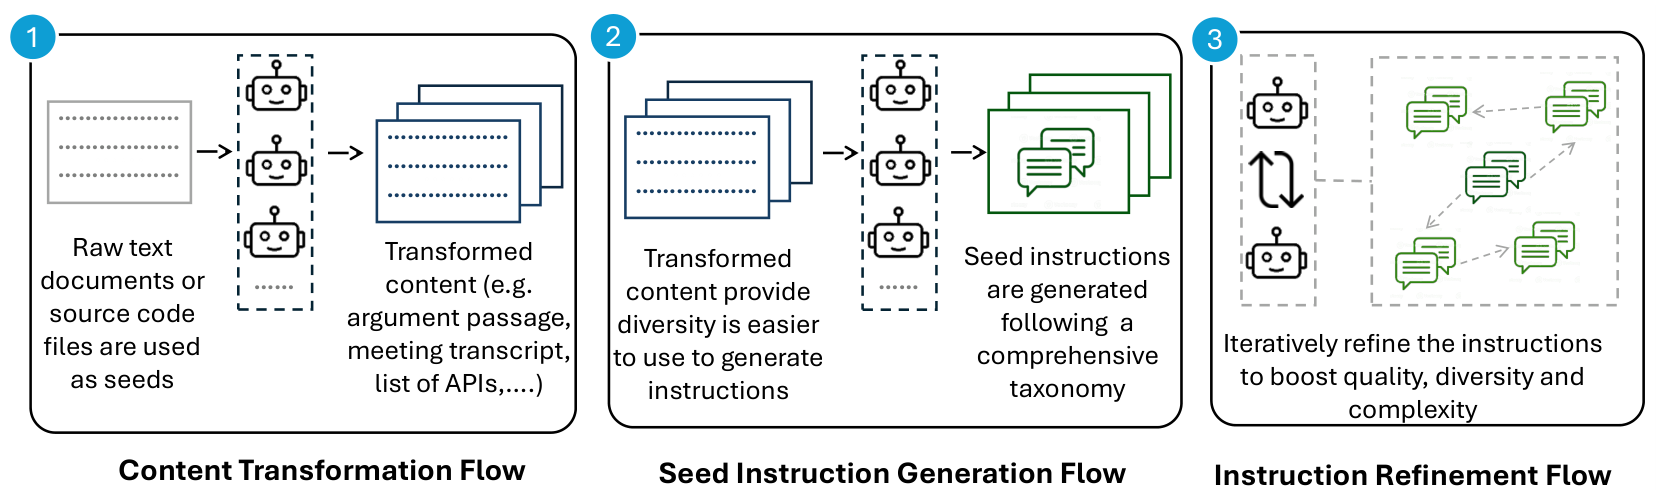 1
Raw text
documents or
source code
files are used
as seeds
Transformed
content (e.g.
argument passage,
meeting transcript,
list of APIs,....)
Content Transformation Flow
2
Transformed
content provide
diversity is easier
to use to generate
instructions
Seed instructions
are generated
following a
comprehensive
taxonomy
Seed Instruction Generation Flow
3
Iteratively refine the instructions
to boost quality, diversity and
complexity
Instruction Refinement Flow